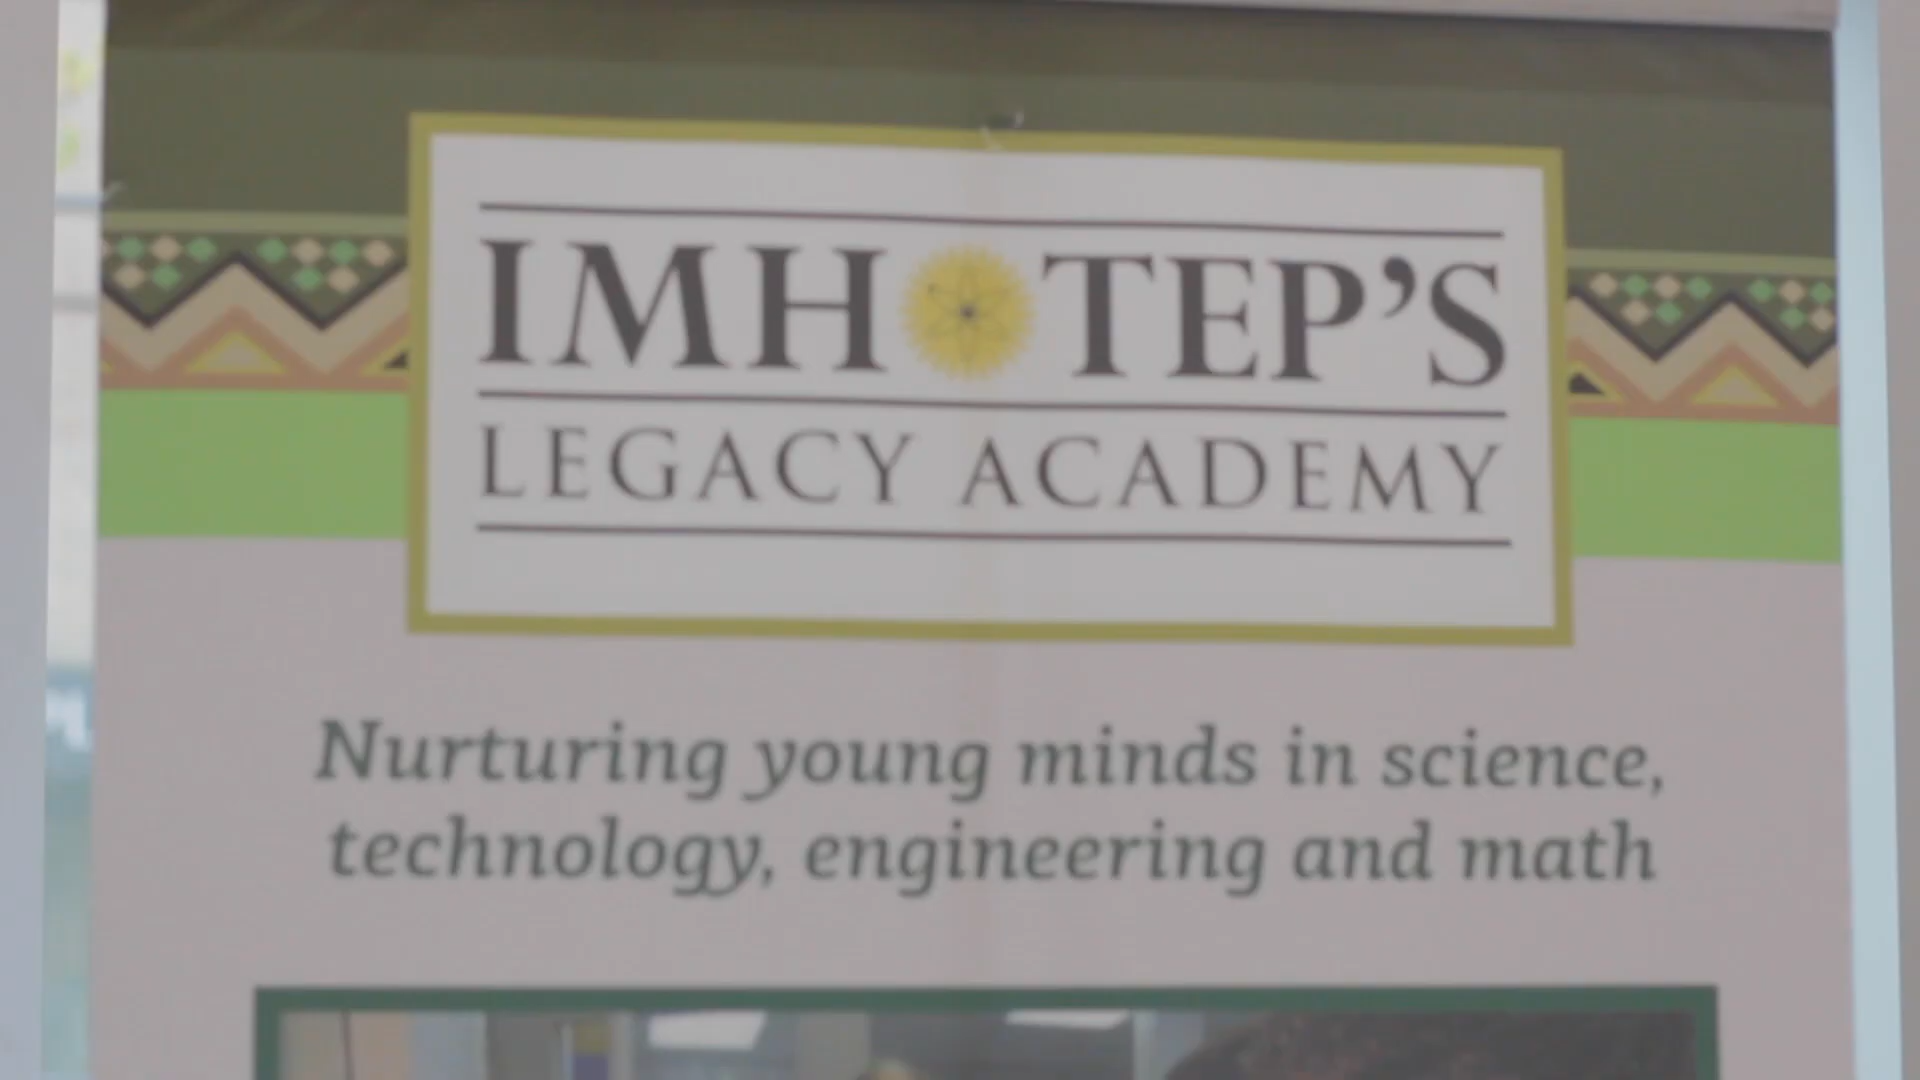 IMHOTEP'S
LEGACY ACADEMY
Nurturing young minds in science,
technology, engineering and math